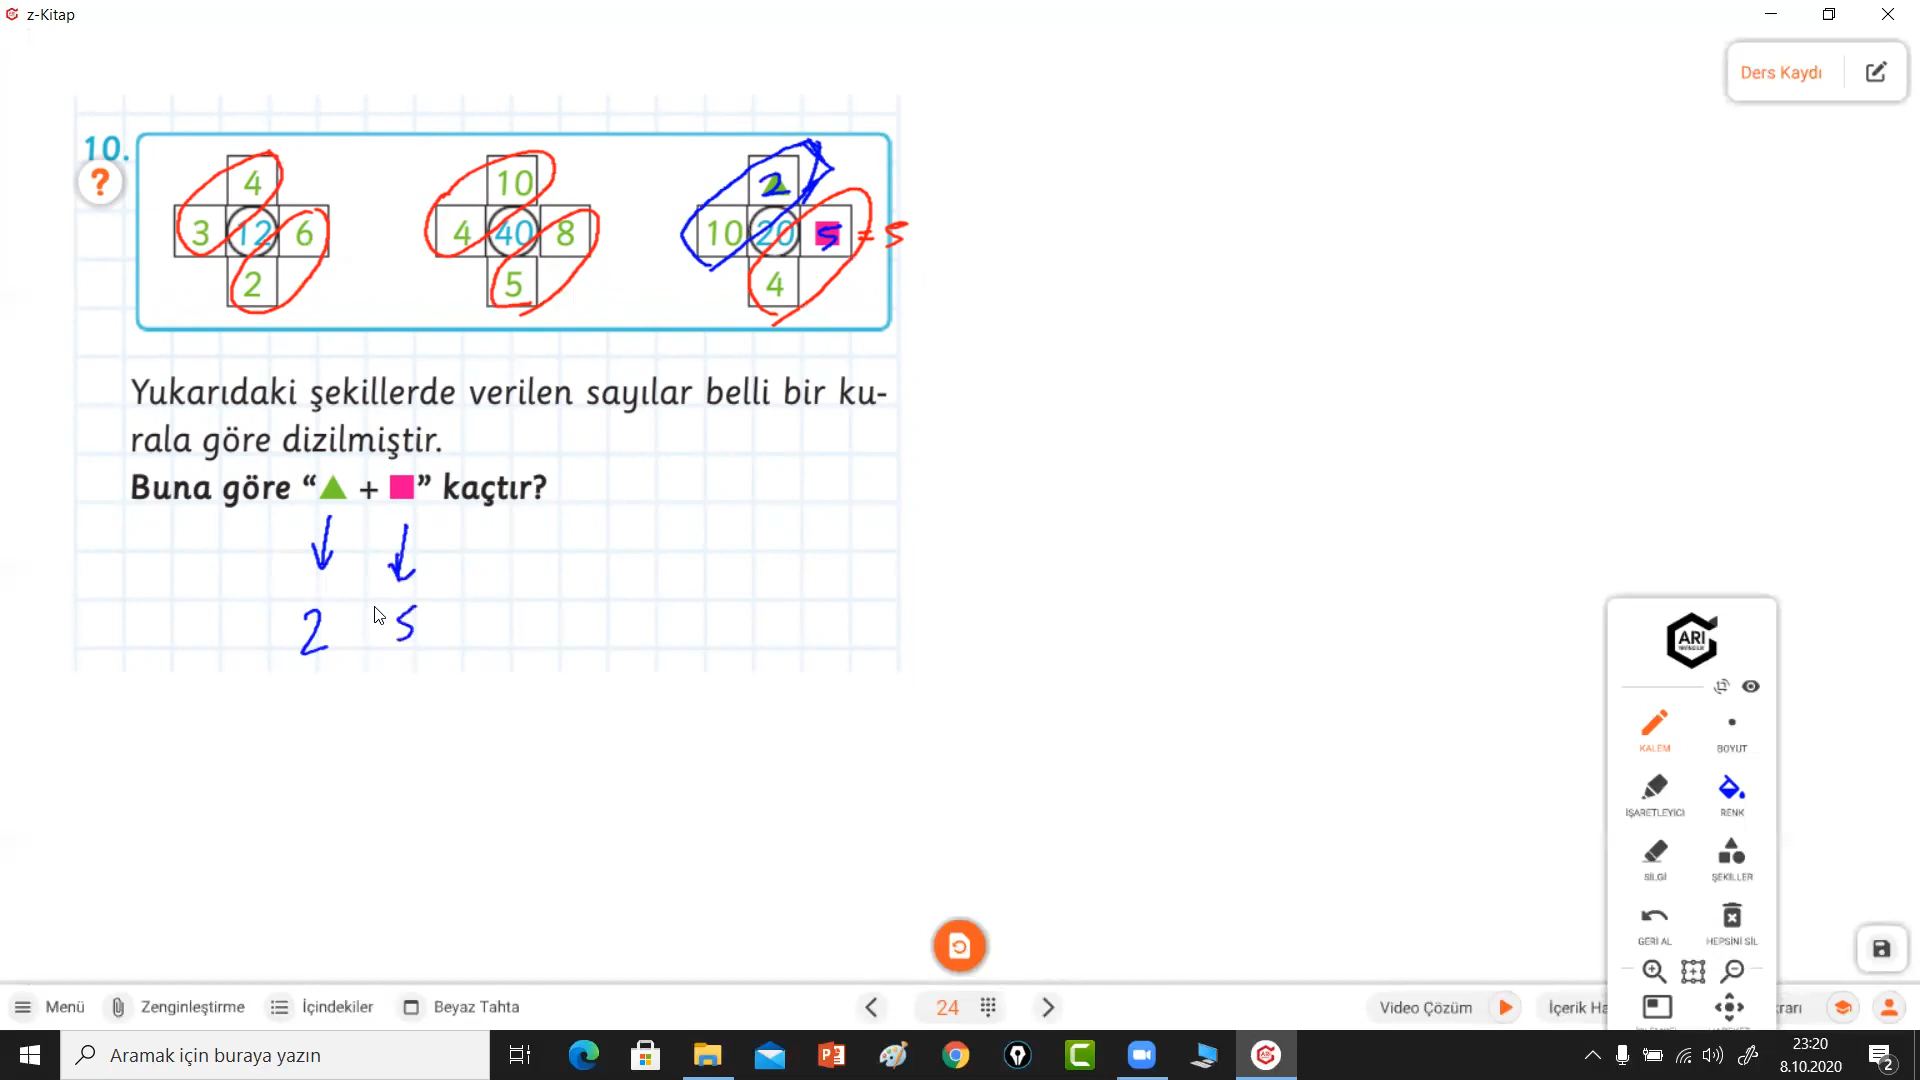 z-Kitap
Ders Kaydı
10.
?
4
3 12 6
2
10
4 40 8
5
2
10 20 5 = 5
4
Yukarıdaki şekillerde verilen sayılar belli bir ku-
rala göre dizilmiştir.
Buna göre “▲ + ■” kaçtır?
2 5
ARI
KALEM BOYUT
İŞARETLEYİCİ RENK
SİLGİ ŞEKİLLER
GERİ AL HEPSİNİ SİL
Menü Zenginleştirme İçindekiler Beyaz Tahta 24 Video Çözüm İçerik Ha rarı
Aramak için buraya yazın
23:20
8.10.2020
2